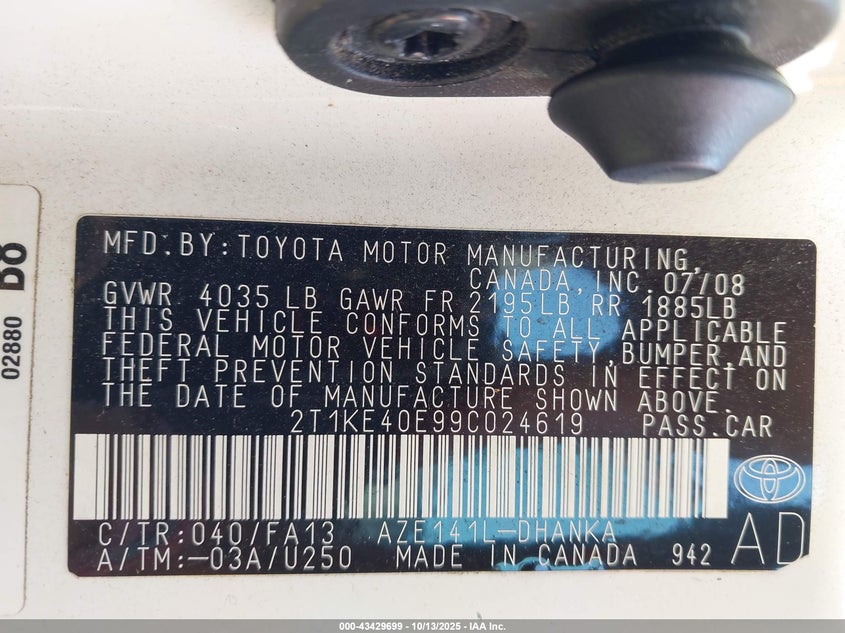 MFD. BY: TOYOTA MOTOR MANUFACTURING,
CANADA, INC. 07/08
GVWR 4035 LB GAWR FR 2195LB RR 1885LB
THIS VEHICLE CONFORMS TO ALL APPLICABLE
FEDERAL MOTOR VEHICLE SAFETY, BUMPER, AND
THEFT PREVENTION STANDARDS IN EFFECT ON
THE DATE OF MANUFACTURE SHOWN ABOVE.
2T1KE40E99C024619 PASS. CAR
C/TR: 040/FA13 AZE141L-DHANKA
A/TM:-03A/U250 MADE IN CANADA 942 AD
02880
000-43429699 | 10/13/2025 - IAA Inc.